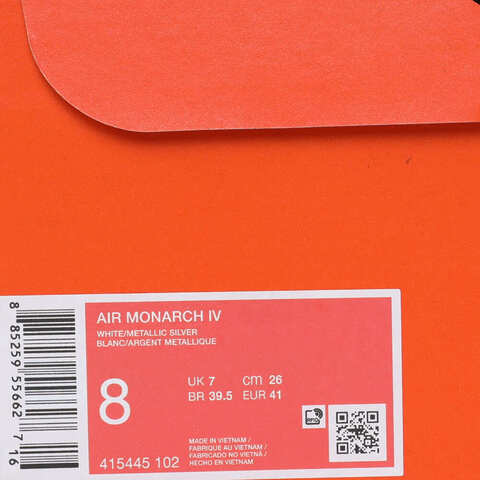 8 85259 55662 7 16
AIR MONARCH IV
WHITE/METALLIC SILVER
BLANC/ARGENT METALLIQUE
8
UK 7 cm 26
BR 39.5 EUR 41
415445 102
MADE IN VIETNAM /
FABRIQUE AU VIETNAM /
FABRICADO NO VIETNÃ /
HECHO EN VIETNAM